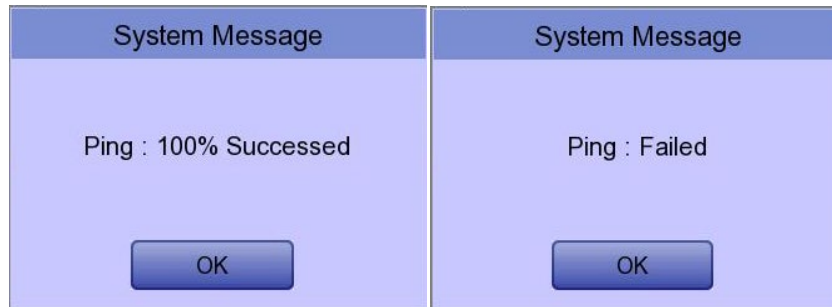 System Message
Ping : 100% Successed
OK
System Message
Ping : Failed
OK